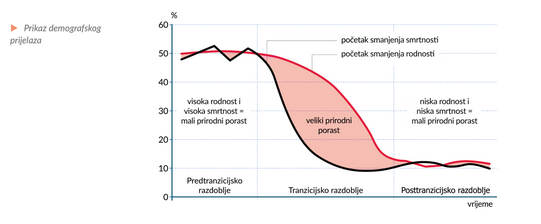 Prikaz demografskog
prijelaza
%
60
50
40
30
20
10
0
početak smanjenja smrtnosti
početak smanjenja rodnosti
visoka rodnost i
visoka smrtnost =
mali prirodni porast
veliki prirodni
porast
niska rodnost i
niska smrtnost =
mali prirodni porast
Predtranzicijsko
razdoblje
Tranzicijsko razdoblje
Posttranzicijsko razdoblje
vrijeme